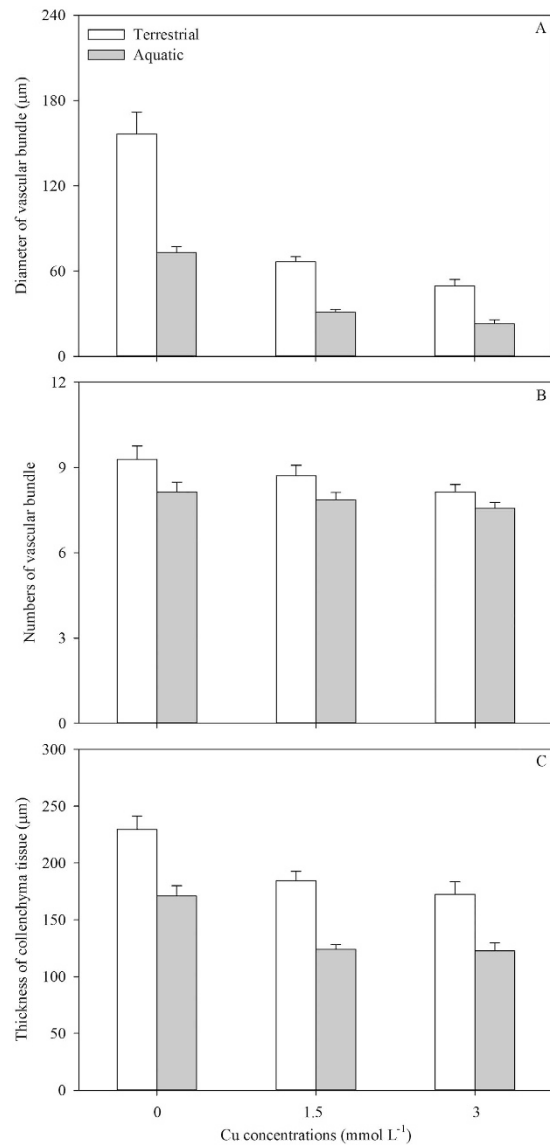 240
A
Terrestrial
Aquatic
180
120
60
0
Diameter of vascular bundle (μm)
12
B
9
6
3
0
Numbers of vascular bundle
300
C
250
200
150
100
50
0
Thickness of collenchyma tissue (μm)
0 1.5 3
Cu concentrations (mmol L⁻¹)